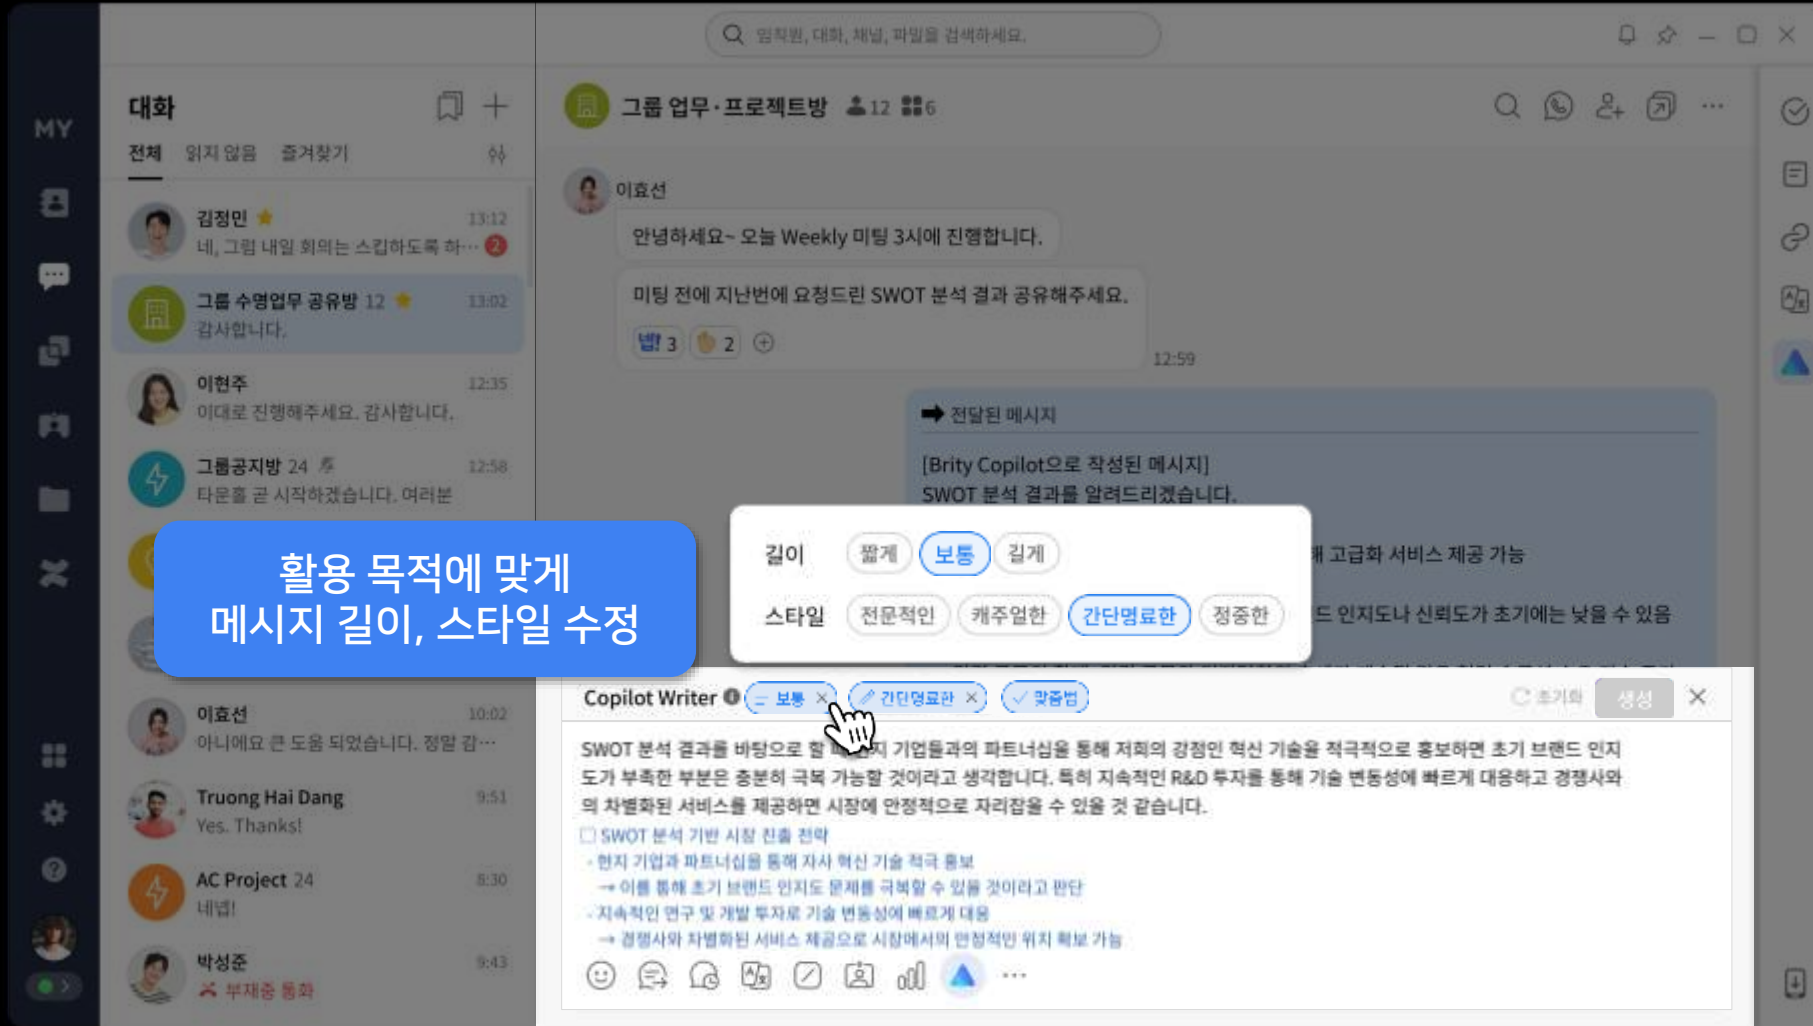 임직원, 대화, 채널, 파일을 검색하세요.
MY
대화
전체 읽지 않음 즐겨찾기
김정민 13:12
네, 그럼 내일 회의는 스킵하도록 하··· 2
그룹 수명업무 공유방 12 13:02
감사합니다.
이현주 12:35
이대로 진행해주세요. 감사합니다.
그룹공지방 24 12:58
타운홀 곧 시작하겠습니다. 여러분
이효선 10:02
아니에요 큰 도움 되었습니다. 정말 감···
Truong Hai Dang 9:51
Yes. Thanks!
AC Project 24 8:30
네넵!
박성준 9:43
부재중 통화
그룹 업무·프로젝트방 12 6
이효선
안녕하세요~ 오늘 Weekly 미팅 3시에 진행합니다.
미팅 전에 지난번에 요청드린 SWOT 분석 결과 공유해주세요.
넵! 3 2
12:59
전달된 메시지
[Brity Copilot으로 작성된 메시지]
SWOT 분석 결과를 알려드리겠습니다.
고급화 서비스 제공 가능
드 인지도나 신뢰도가 초기에는 낮을 수 있음
활용 목적에 맞게
메시지 길이, 스타일 수정
길이 짧게 보통 길게
스타일 전문적인 캐주얼한 간단명료한 정중한
Copilot Writer 보통 × 간단명료한 × 맞춤법 초기화 생성
SWOT 분석 결과를 바탕으로 할 기업들과의 파트너십을 통해 저희의 강점인 혁신 기술을 적극적으로 홍보하면 초기 브랜드 인지
도가 부족한 부분은 충분히 극복 가능할 것이라고 생각합니다. 특히 지속적인 R&D 투자를 통해 기술 변동성에 빠르게 대응하고 경쟁사와
의 차별화된 서비스를 제공하면 시장에 안정적으로 자리잡을 수 있을 것 같습니다.
□ SWOT 분석 기반 시장 진출 전략
- 현지 기업과 파트너십을 통해 자사 혁신 기술 적극 홍보
→ 이를 통해 초기 브랜드 인지도 문제를 극복할 수 있을 것이라고 판단
- 지속적인 연구 및 개발 투자로 기술 변동성에 빠르게 대응
→ 경쟁사와 차별화된 서비스 제공으로 시장에서의 안정적인 위치 확보 가능